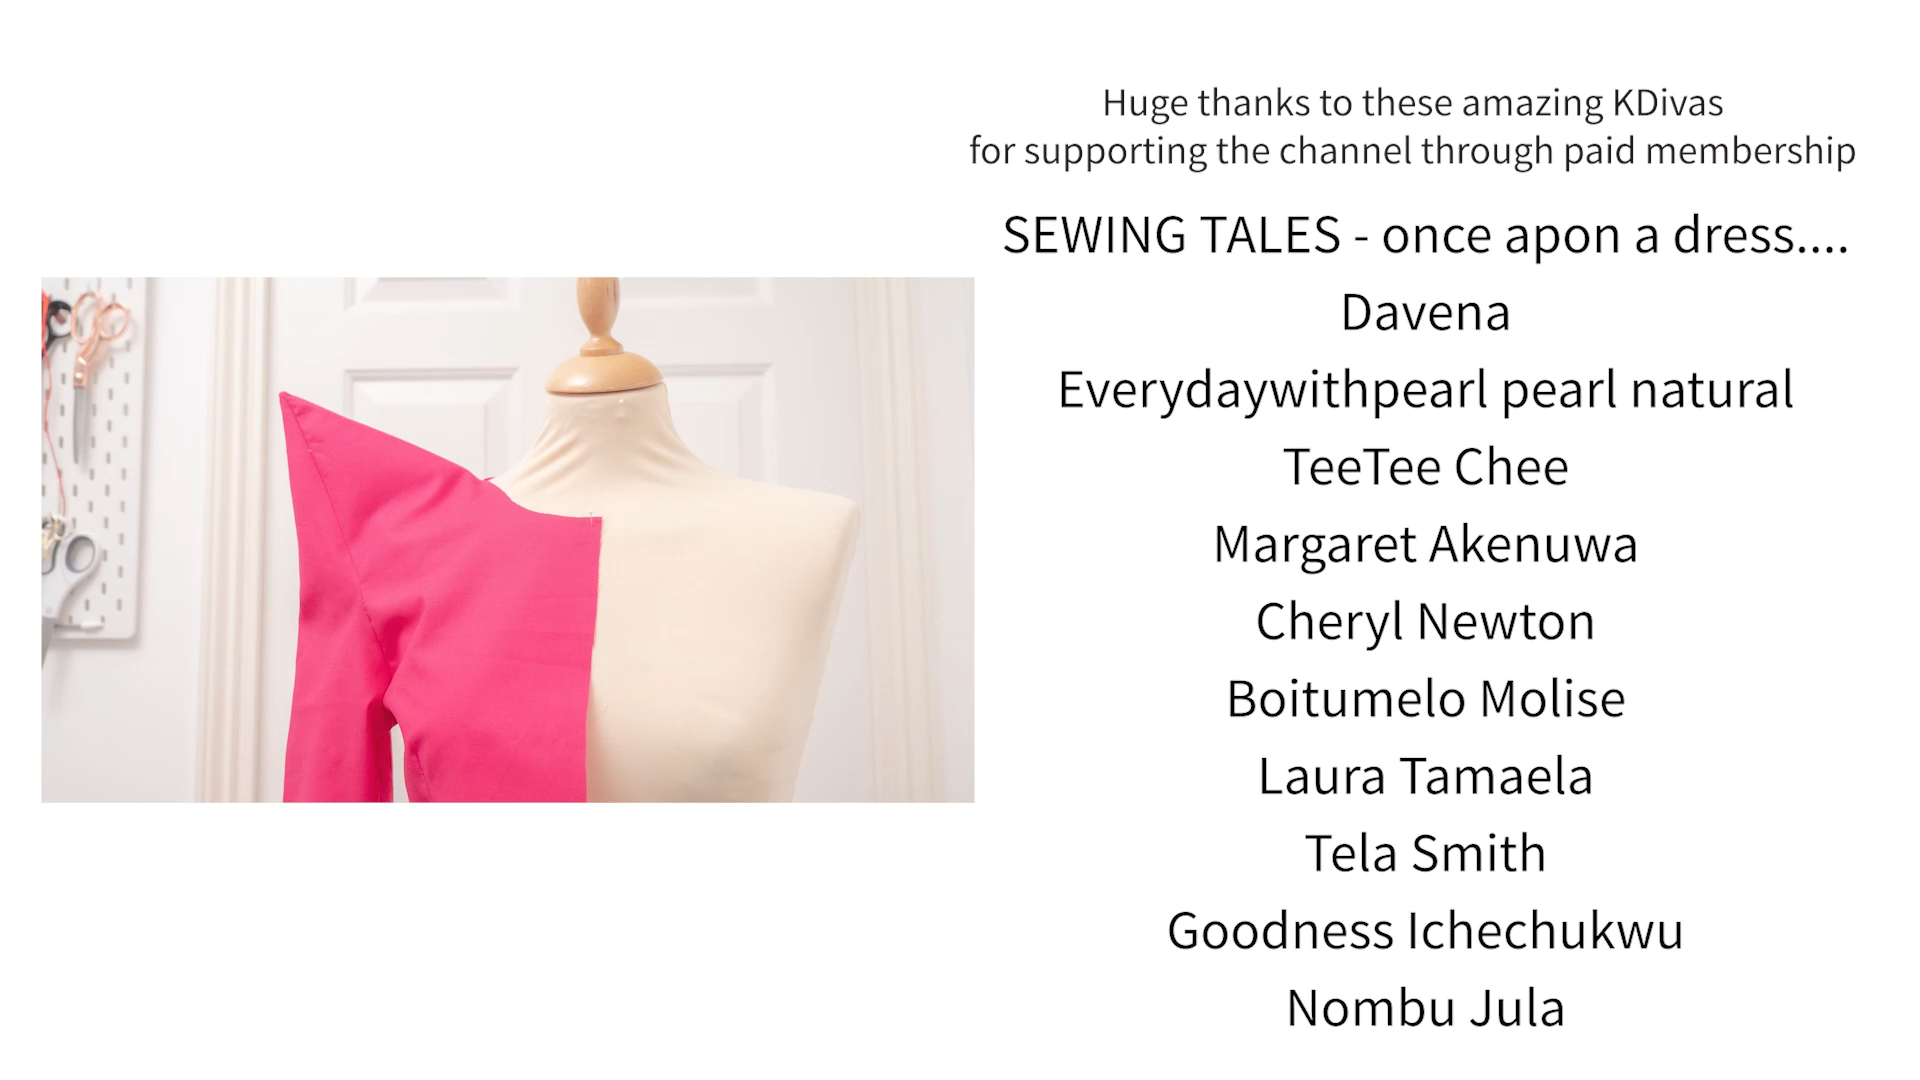 Huge thanks to these amazing KDivas
for supporting the channel through paid membership
SEWING TALES - once apon a dress....
Davena
Everydaywithpearl pearl natural
TeeTee Chee
Margaret Akenuwa
Cheryl Newton
Boitumelo Molise
Laura Tamaela
Tela Smith
Goodness Ichechukwu
Nombu Jula